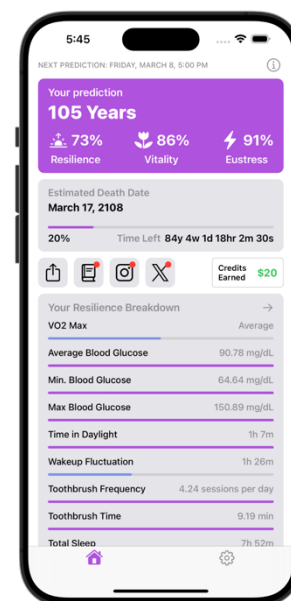 5:45
NEXT PREDICTION: FRIDAY, MARCH 8, 5:00 PM
Your prediction
105 Years
73% 86% 91%
Resilience Vitality Eustress
Estimated Death Date
March 17, 2108
20% Time Left 84y 4w 1d 18hr 2m 30s
Credits
Earned $20
Your Resilience Breakdown
VO2 Max Average
Average Blood Glucose 90.78 mg/dL
Min. Blood Glucose 64.64 mg/dL
Max Blood Glucose 150.89 mg/dL
Time in Daylight 1h 7m
Wakeup Fluctuation 1h 26m
Toothbrush Frequency 4.24 sessions per day
Toothbrush Time 9.19 min
Total Sleep 7h 52m